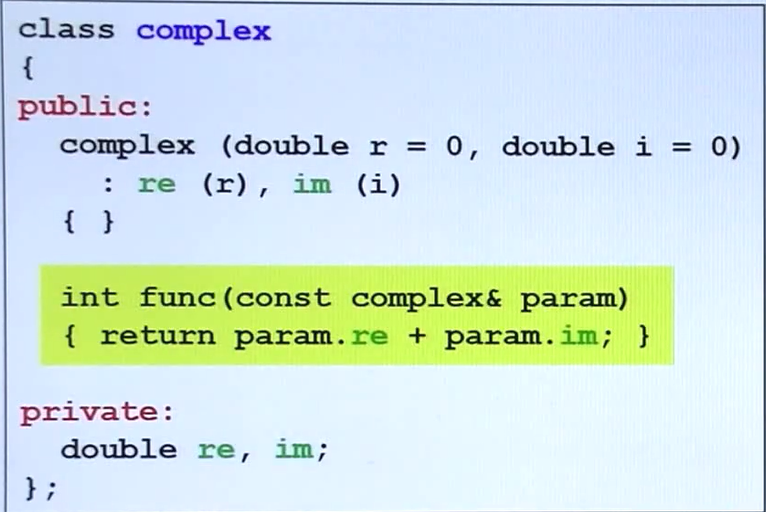 class complex
{
public:
  complex (double r = 0, double i = 0)
    : re (r), im (i)
  { }
  int func(const complex& param)
  { return param.re + param.im; }
private:
  double re, im;
};